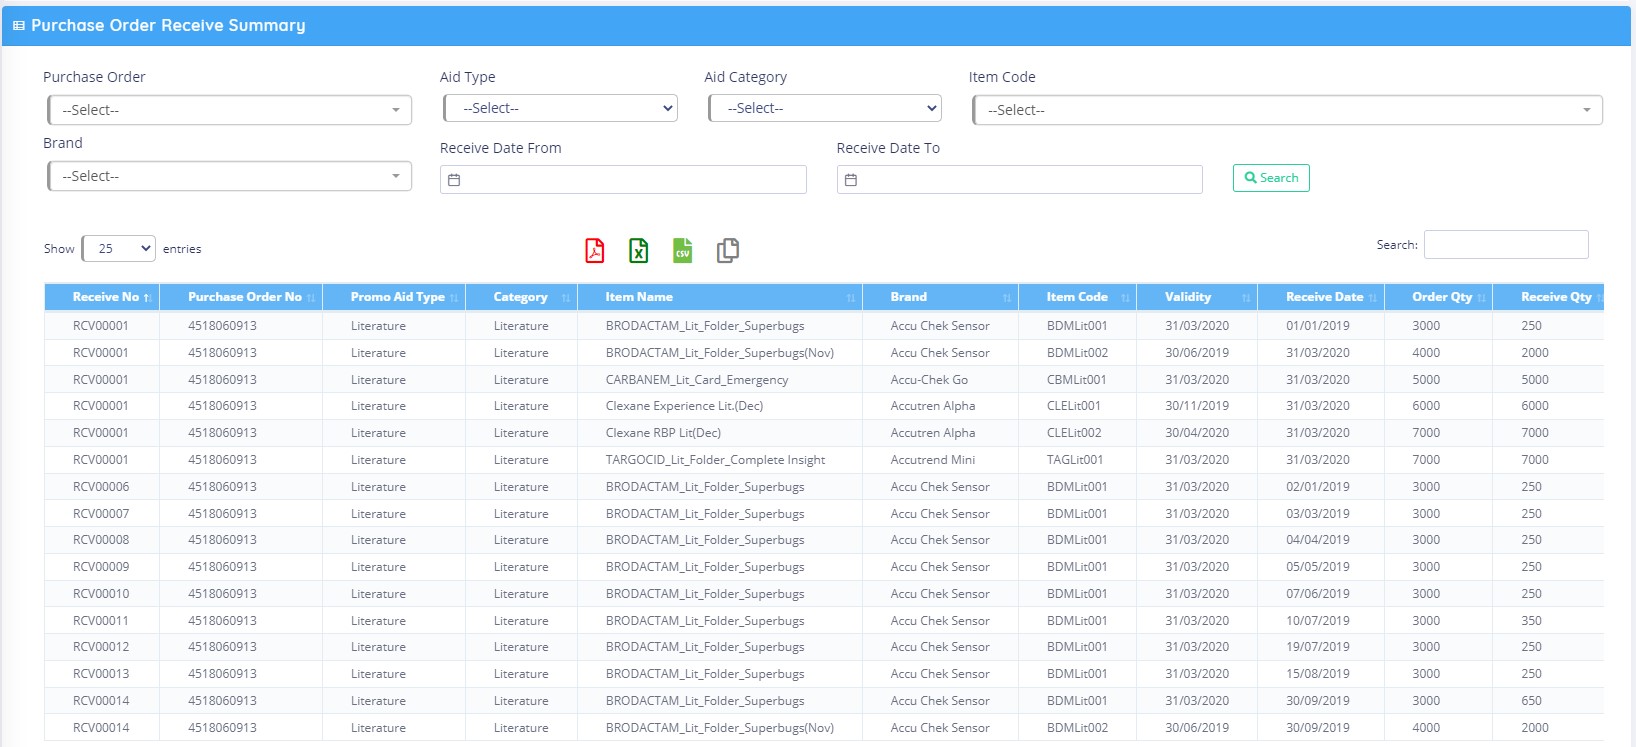 Purchase Order Receive Summary
Purchase Order Aid Type Aid Category Item Code
--Select-- --Select-- --Select-- --Select--
Brand Receive Date From Receive Date To
--Select-- Search
Show 25 entries CSV Search:
Receive No Purchase Order No Promo Aid Type Category Item Name Brand Item Code Validity Receive Date Order Qty Receive Qty
RCV00001 4518060913 Literature Literature BRODACTAM_Lit_Folder_Superbugs Accu Chek Sensor BDMLit001 31/03/2020 01/01/2019 3000 250
RCV00001 4518060913 Literature Literature BRODACTAM_Lit_Folder_Superbugs(Nov) Accu Chek Sensor BDMLit002 30/06/2019 31/03/2020 4000 2000
RCV00001 4518060913 Literature Literature CARBANEM_Lit_Card_Emergency Accu-Chek Go CBMLit001 31/03/2020 31/03/2020 5000 5000
RCV00001 4518060913 Literature Literature Clexane Experience Lit.(Dec) Accutren Alpha CLELit001 30/11/2019 31/03/2020 6000 6000
RCV00001 4518060913 Literature Literature Clexane RBP Lit(Dec) Accutren Alpha CLELit002 30/04/2020 31/03/2020 7000 7000
RCV00001 4518060913 Literature Literature TARGOCID_Lit_Folder_Complete Insight Accutrend Mini TAGLit001 31/03/2020 31/03/2020 7000 7000
RCV00006 4518060913 Literature Literature BRODACTAM_Lit_Folder_Superbugs Accu Chek Sensor BDMLit001 31/03/2020 02/01/2019 3000 250
RCV00007 4518060913 Literature Literature BRODACTAM_Lit_Folder_Superbugs Accu Chek Sensor BDMLit001 31/03/2020 03/03/2019 3000 250
RCV00008 4518060913 Literature Literature BRODACTAM_Lit_Folder_Superbugs Accu Chek Sensor BDMLit001 31/03/2020 04/04/2019 3000 250
RCV00009 4518060913 Literature Literature BRODACTAM_Lit_Folder_Superbugs Accu Chek Sensor BDMLit001 31/03/2020 05/05/2019 3000 250
RCV00010 4518060913 Literature Literature BRODACTAM_Lit_Folder_Superbugs Accu Chek Sensor BDMLit001 31/03/2020 07/06/2019 3000 250
RCV00011 4518060913 Literature Literature BRODACTAM_Lit_Folder_Superbugs Accu Chek Sensor BDMLit001 31/03/2020 10/07/2019 3000 350
RCV00012 4518060913 Literature Literature BRODACTAM_Lit_Folder_Superbugs Accu Chek Sensor BDMLit001 31/03/2020 19/07/2019 3000 250
RCV00013 4518060913 Literature Literature BRODACTAM_Lit_Folder_Superbugs Accu Chek Sensor BDMLit001 31/03/2020 15/08/2019 3000 250
RCV00014 4518060913 Literature Literature BRODACTAM_Lit_Folder_Superbugs Accu Chek Sensor BDMLit001 31/03/2020 30/09/2019 3000 650
RCV00014 4518060913 Literature Literature BRODACTAM_Lit_Folder_Superbugs(Nov) Accu Chek Sensor BDMLit002 30/06/2019 30/09/2019 4000 2000